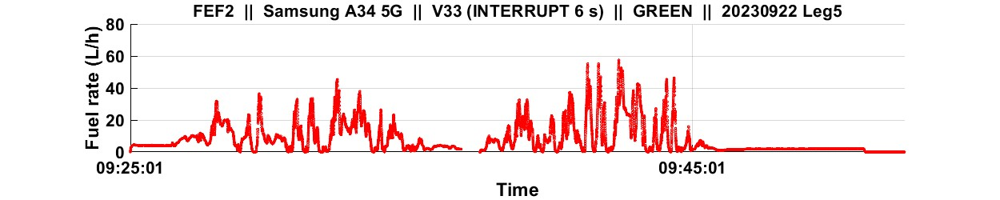 FEF2 || Samsung A34 5G || V33 (INTERRUPT 6 s) || GREEN || 20230922 Leg5
Fuel rate (L/h)
80
60
40
20
0
09:25:01 09:45:01
Time